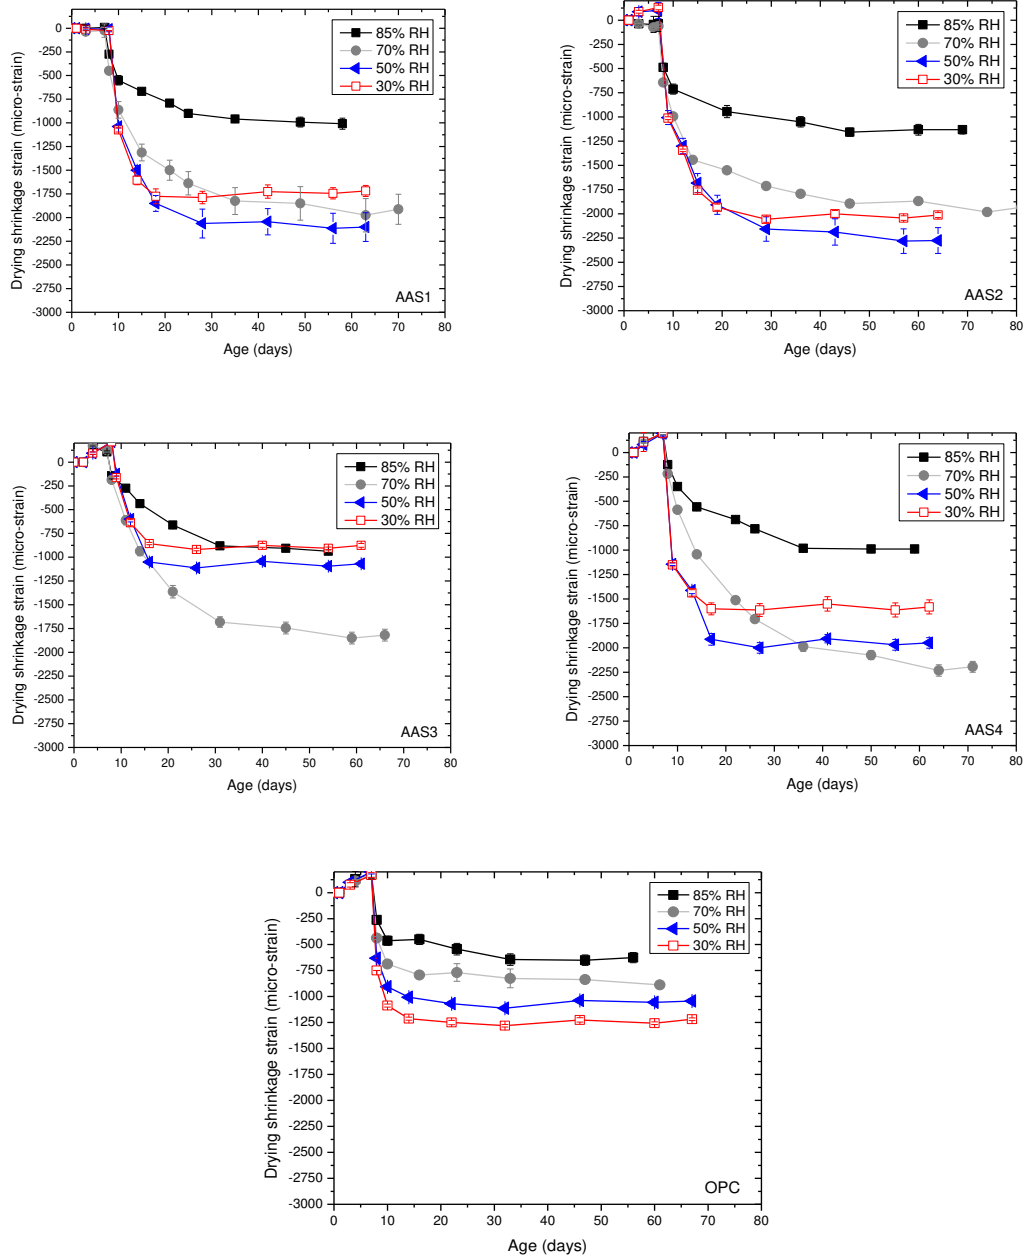 0
-250
-500
-750
-1000
-1250
-1500
-1750
-2000
-2250
-2500
-2750
-3000
0 10 20 30 40 50 60 70 80
Drying shrinkage strain (micro-strain)
Age (days)
85% RH
70% RH
50% RH
30% RH
AAS1
0
-250
-500
-750
-1000
-1250
-1500
-1750
-2000
-2250
-2500
-2750
-3000
0 10 20 30 40 50 60 70 80
Drying shrinkage strain (micro-strain)
Age (days)
85% RH
70% RH
50% RH
30% RH
AAS2
0
-250
-500
-750
-1000
-1250
-1500
-1750
-2000
-2250
-2500
-2750
-3000
0 10 20 30 40 50 60 70 80
Drying shrinkage strain (micro-strain)
Age (days)
85% RH
70% RH
50% RH
30% RH
AAS3
0
-250
-500
-750
-1000
-1250
-1500
-1750
-2000
-2250
-2500
-2750
-3000
0 10 20 30 40 50 60 70 80
Drying shrinkage strain (micro-strain)
Age (days)
85% RH
70% RH
50% RH
30% RH
AAS4
0
-250
-500
-750
-1000
-1250
-1500
-1750
-2000
-2250
-2500
-2750
-3000
0 10 20 30 40 50 60 70 80
Drying shrinkage strain (micro-strain)
Age (days)
85% RH
70% RH
50% RH
30% RH
OPC